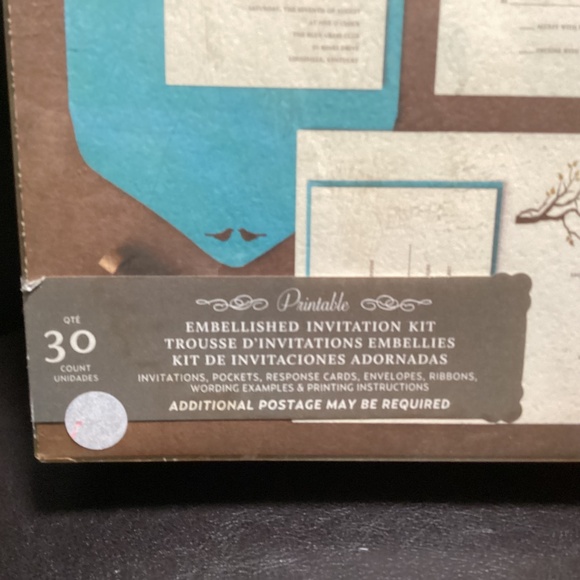 Printable
EMBELLISHED INVITATION KIT
TROUSSE D'INVITATIONS EMBELLIES
KIT DE INVITACIONES ADORNADAS
INVITATIONS, POCKETS, RESPONSE CARDS, ENVELOPES, RIBBONS,
WORDING EXAMPLES & PRINTING INSTRUCTIONS
ADDITIONAL POSTAGE MAY BE REQUIRED
QTÉ
30
COUNT
UNIDADES